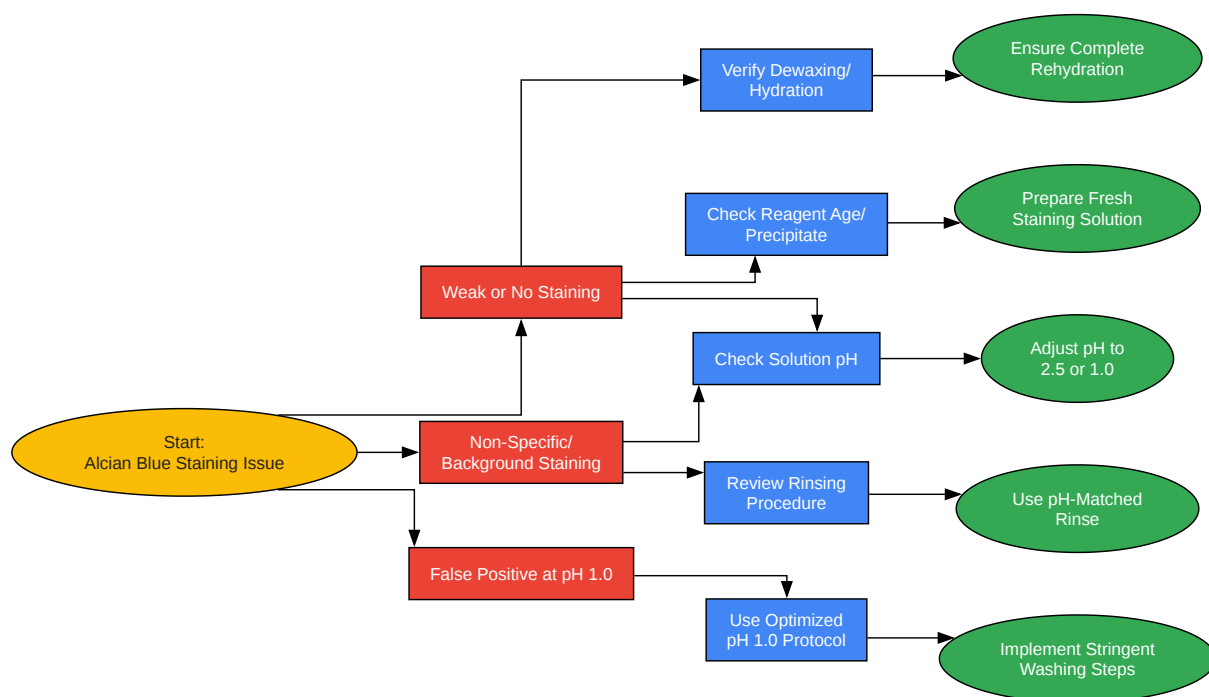 Ensure Complete
Rehydration
Verify Dewaxing/
Hydration
Prepare Fresh
Staining Solution
Check Reagent Age/
Precipitate
Weak or No Staining
Adjust pH to
2.5 or 1.0
Check Solution pH
Start:
Alcian Blue Staining Issue
Non-Specific/
Background Staining
Review Rinsing
Procedure
Use pH-Matched
Rinse
False Positive at pH 1.0
Use Optimized
pH 1.0 Protocol
Implement Stringent
Washing Steps